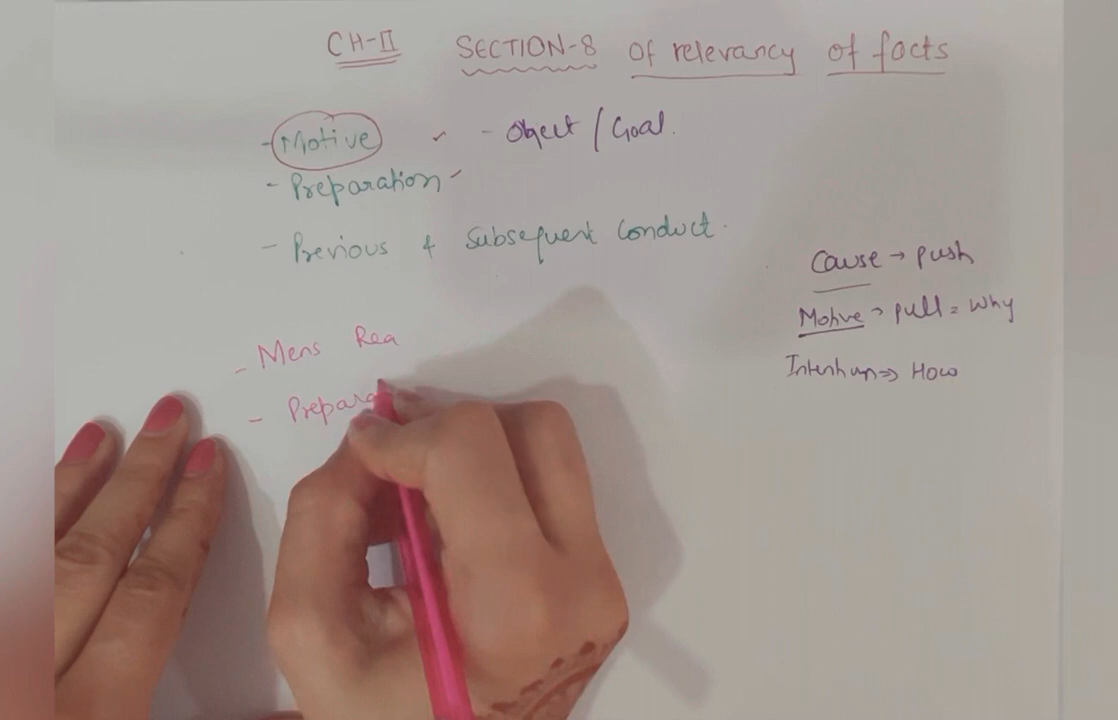 CH-II SECTION-8 Of relevancy of facts
- Motive ✓ - Object / Goal.
- Preparation
- Previous & Subsequent Conduct.
Cause → push
Motive → pull = Why
Intention ⇒ How
- Mens Rea
- Prepara